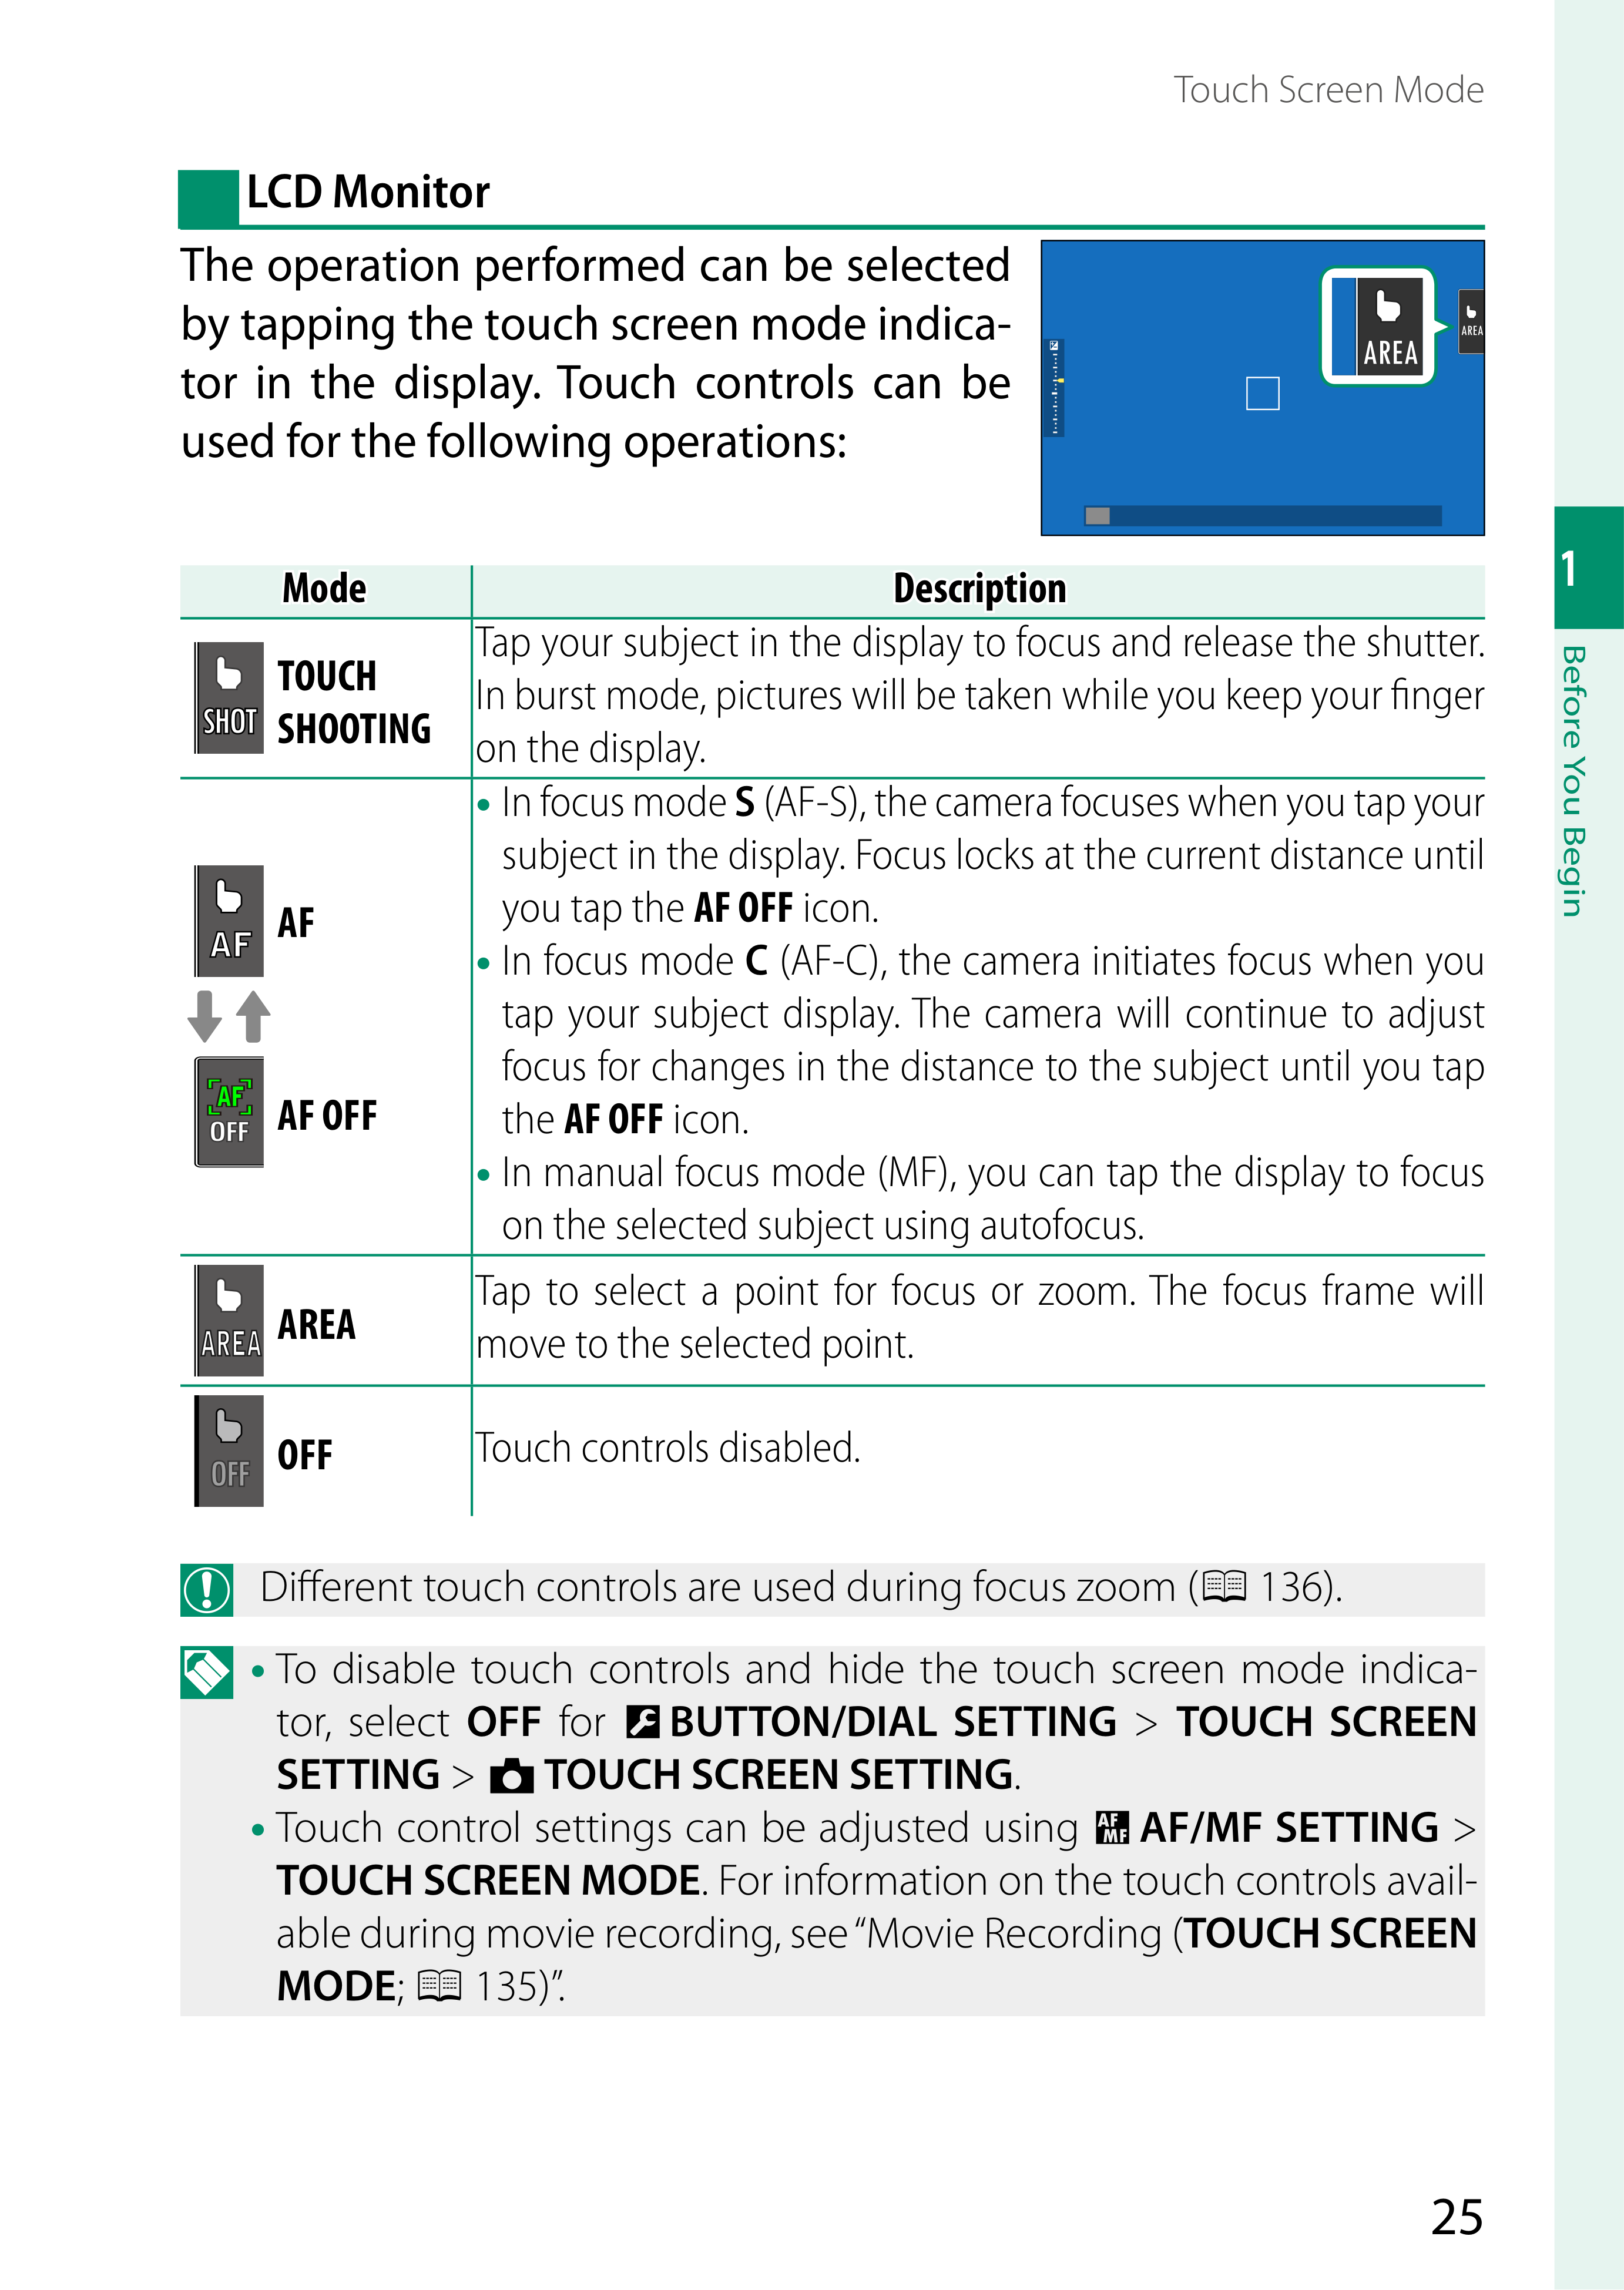 Touch Screen Mode
LCD Monitor
The operation performed can be selected
by tapping the touch screen mode indica-
tor in the display. Touch controls can be
used for the following operations:
AREA
AREA
Mode
Description
SHOT
TOUCH
SHOOTING
Tap your subject in the display to focus and release the shutter.
In burst mode, pictures will be taken while you keep your finger
on the display.
AF
AF
AF
OFF
AF OFF
• In focus mode S (AF-S), the camera focuses when you tap your
subject in the display. Focus locks at the current distance until
you tap the AF OFF icon.
• In focus mode C (AF-C), the camera initiates focus when you
tap your subject display. The camera will continue to adjust
focus for changes in the distance to the subject until you tap
the AF OFF icon.
• In manual focus mode (MF), you can tap the display to focus
on the selected subject using autofocus.
AREA
AREA
Tap to select a point for focus or zoom. The focus frame will
move to the selected point.
OFF
OFF
Touch controls disabled.
Different touch controls are used during focus zoom ( 136).
• To disable touch controls and hide the touch screen mode indica-
tor, select OFF for BUTTON/DIAL SETTING > TOUCH SCREEN
SETTING > TOUCH SCREEN SETTING.
• Touch control settings can be adjusted using AF MF AF/MF SETTING >
TOUCH SCREEN MODE. For information on the touch controls avail-
able during movie recording, see “Movie Recording (TOUCH SCREEN
MODE; 135)”.
1
Before You Begin
25